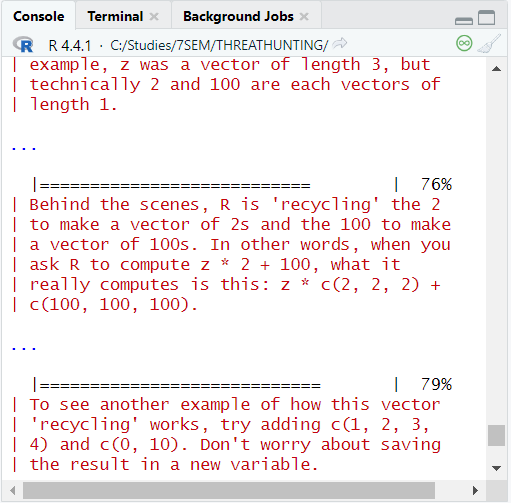 Console Terminal Background Jobs
R R 4.4.1 · C:/Studies/7SEM/THREATHUNTING/
| example, z was a vector of length 3, but
| technically 2 and 100 are each vectors of
| length 1.
...
|=========================== | 76%
| Behind the scenes, R is 'recycling' the 2
| to make a vector of 2s and the 100 to make
| a vector of 100s. In other words, when you
| ask R to compute z * 2 + 100, what it
| really computes is this: z * c(2, 2, 2) +
| c(100, 100, 100).
...
|============================ | 79%
| To see another example of how this vector
| 'recycling' works, try adding c(1, 2, 3,
| 4) and c(0, 10). Don't worry about saving
| the result in a new variable.